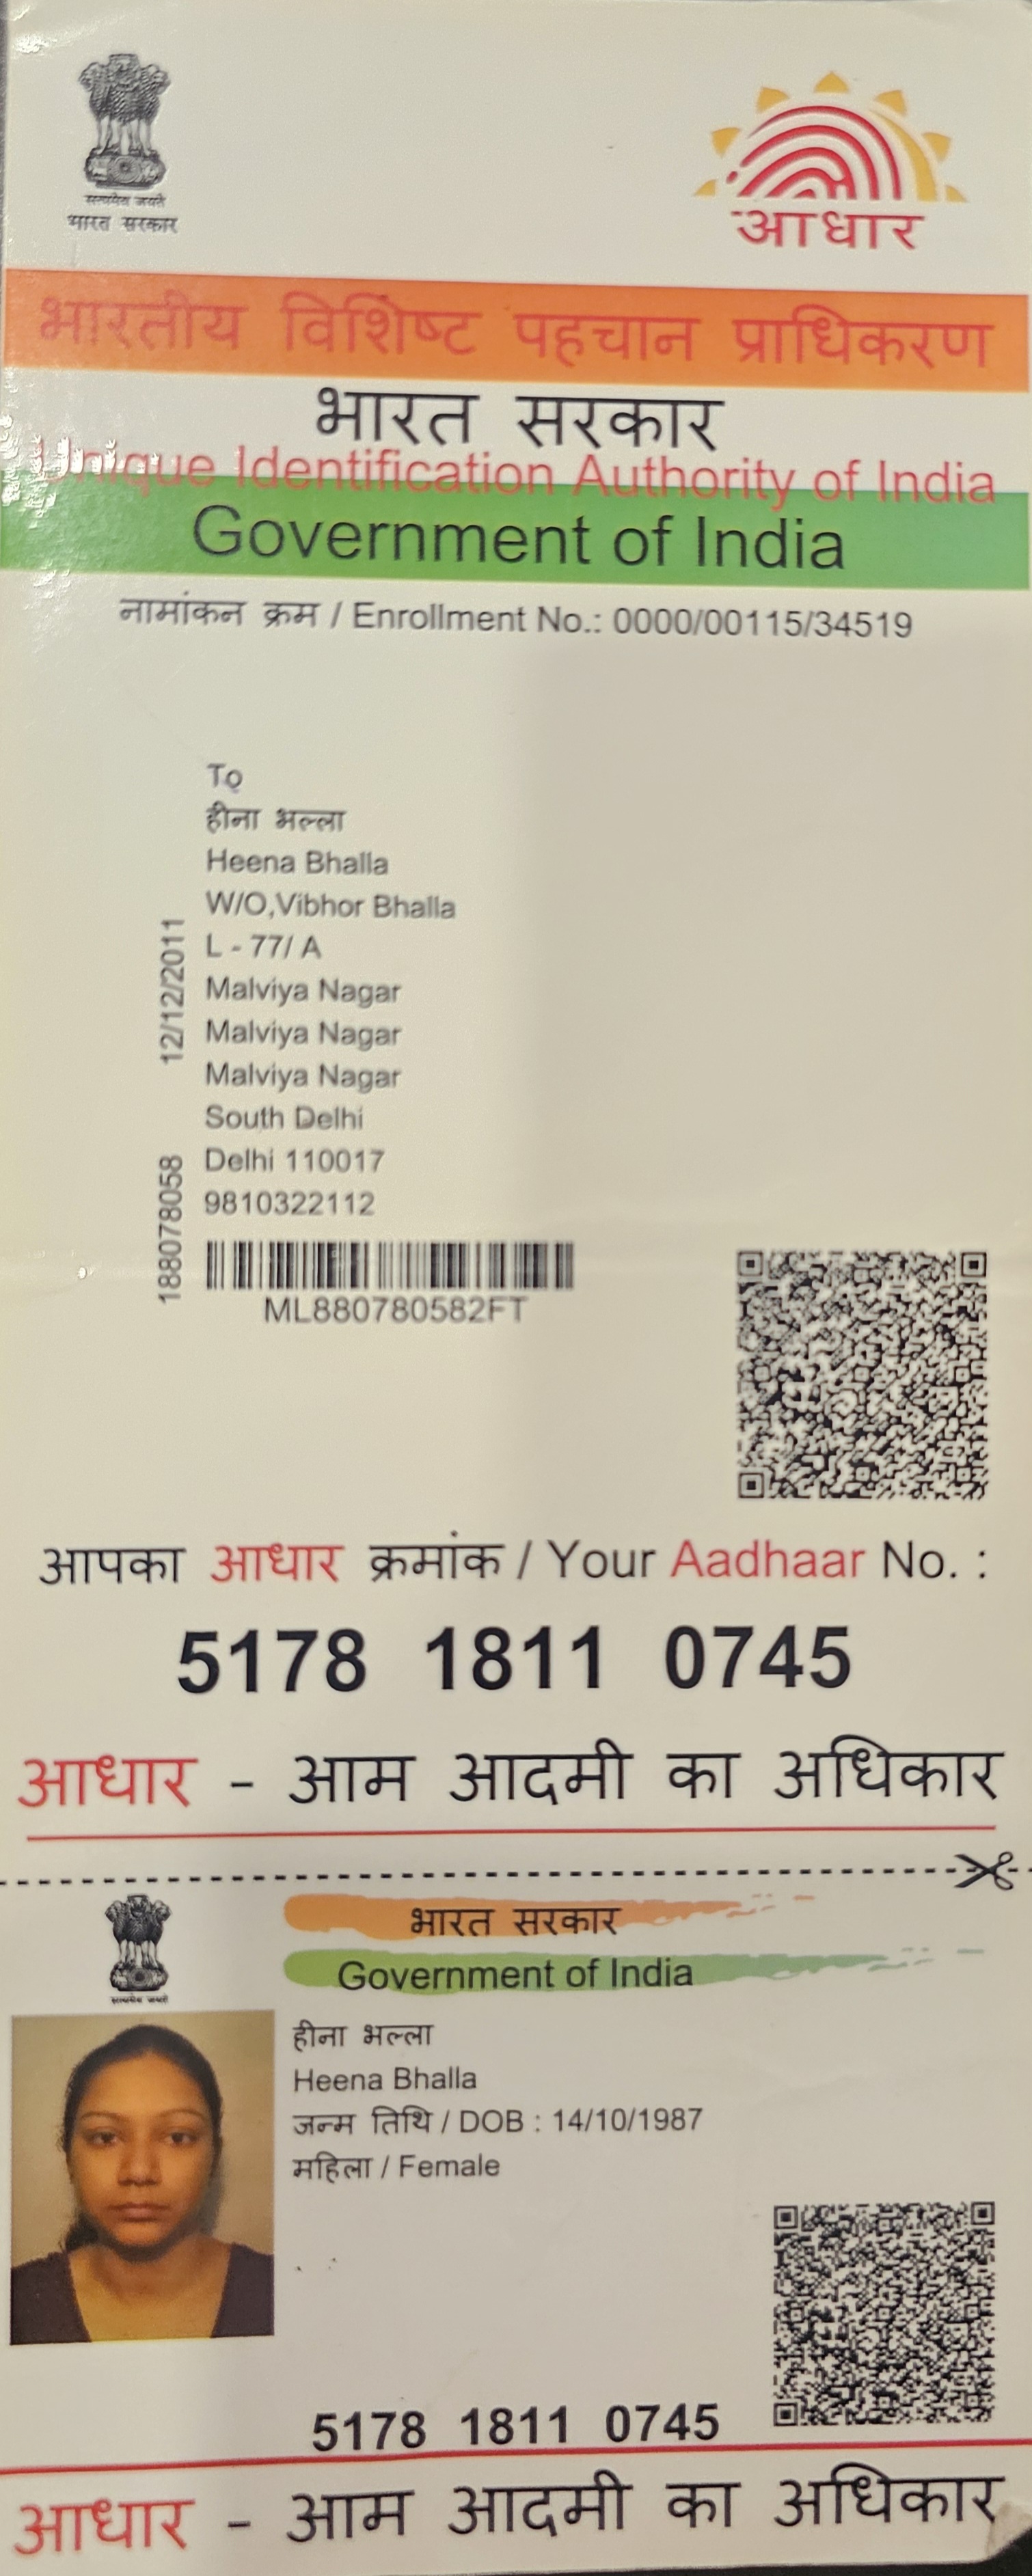 सत्यमेव जयते
भारत सरकार
आधार
भारतीय विशिष्ट पहचान प्राधिकरण
भारत सरकार
Unique Identification Authority of India
Government of India
नामांकन क्रम / Enrollment No.: 0000/00115/34519
To
हीना भल्ला
Heena Bhalla
W/O,Vibhor Bhalla
L - 77/ A
Malviya Nagar
Malviya Nagar
Malviya Nagar
South Delhi
Delhi 110017
9810322112
188078058 12/12/2011
ML880780582FT
आपका आधार क्रमांक / Your Aadhaar No. :
5178 1811 0745
आधार - आम आदमी का अधिकार
सत्यमेव जयते
भारत सरकार
Government of India
हीना भल्ला
Heena Bhalla
जन्म तिथि / DOB : 14/10/1987
महिला / Female
5178 1811 0745
आधार - आम आदमी का अधिकार